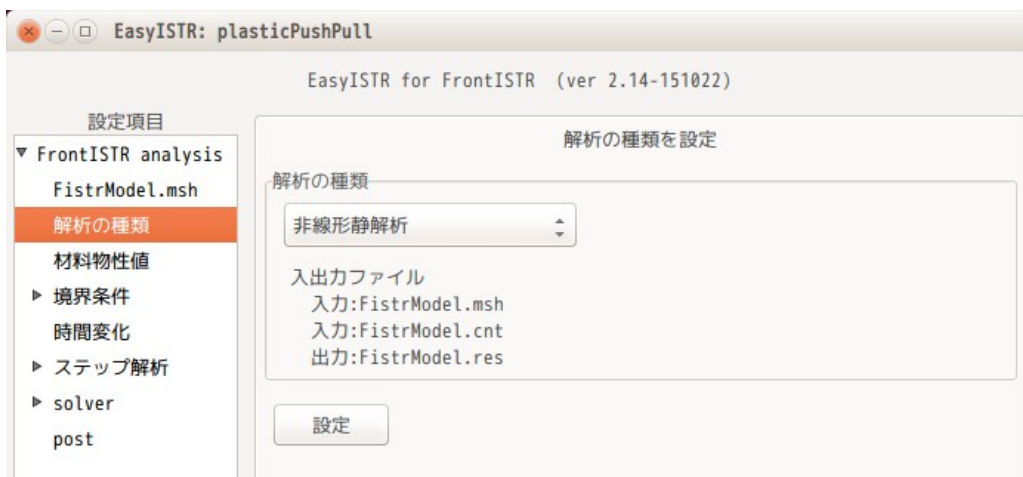 EasyISTR: plasticPushPull
EasyISTR for FrontISTR (ver 2.14-151022)
設定項目
FrontISTR analysis
FistrModel.msh
解析の種類
材料物性値
境界条件
時間変化
ステップ解析
solver
post
解析の種類を設定
解析の種類
非線形静解析
入出力ファイル
入力:FistrModel.msh
入力:FistrModel.cnt
出力:FistrModel.res
設定